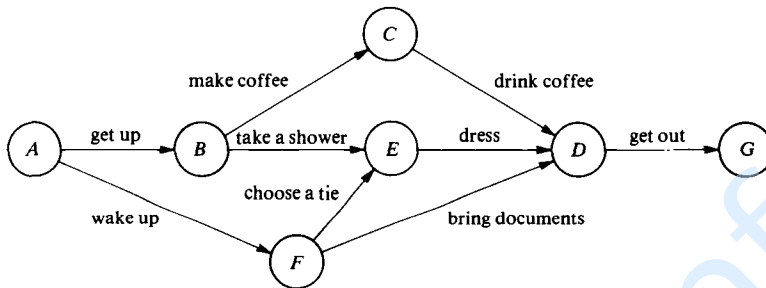 C
make coffee
drink coffee
A
get up
B
take a shower
E
dress
D
get out
G
choose a tie
wake up
bring documents
F